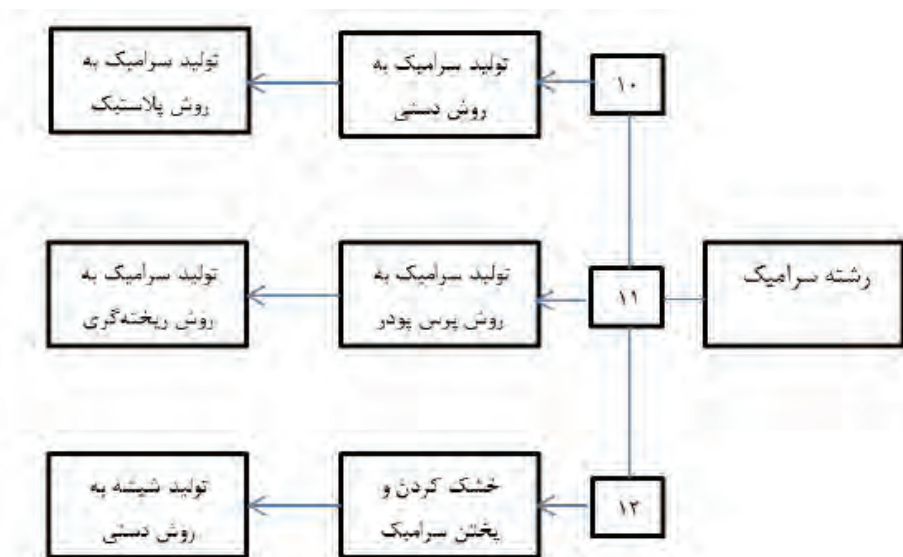 رشته سرامیک
۱۰
تولید سرامیک به
روش دستی
تولید سرامیک به
روش پلاستیک
۱۱
تولید سرامیک به
روش پرس پودر
تولید سرامیک به
روش ریخته‌گری
۱۲
خشک کردن و
پختن سرامیک
تولید شیشه به
روش دستی